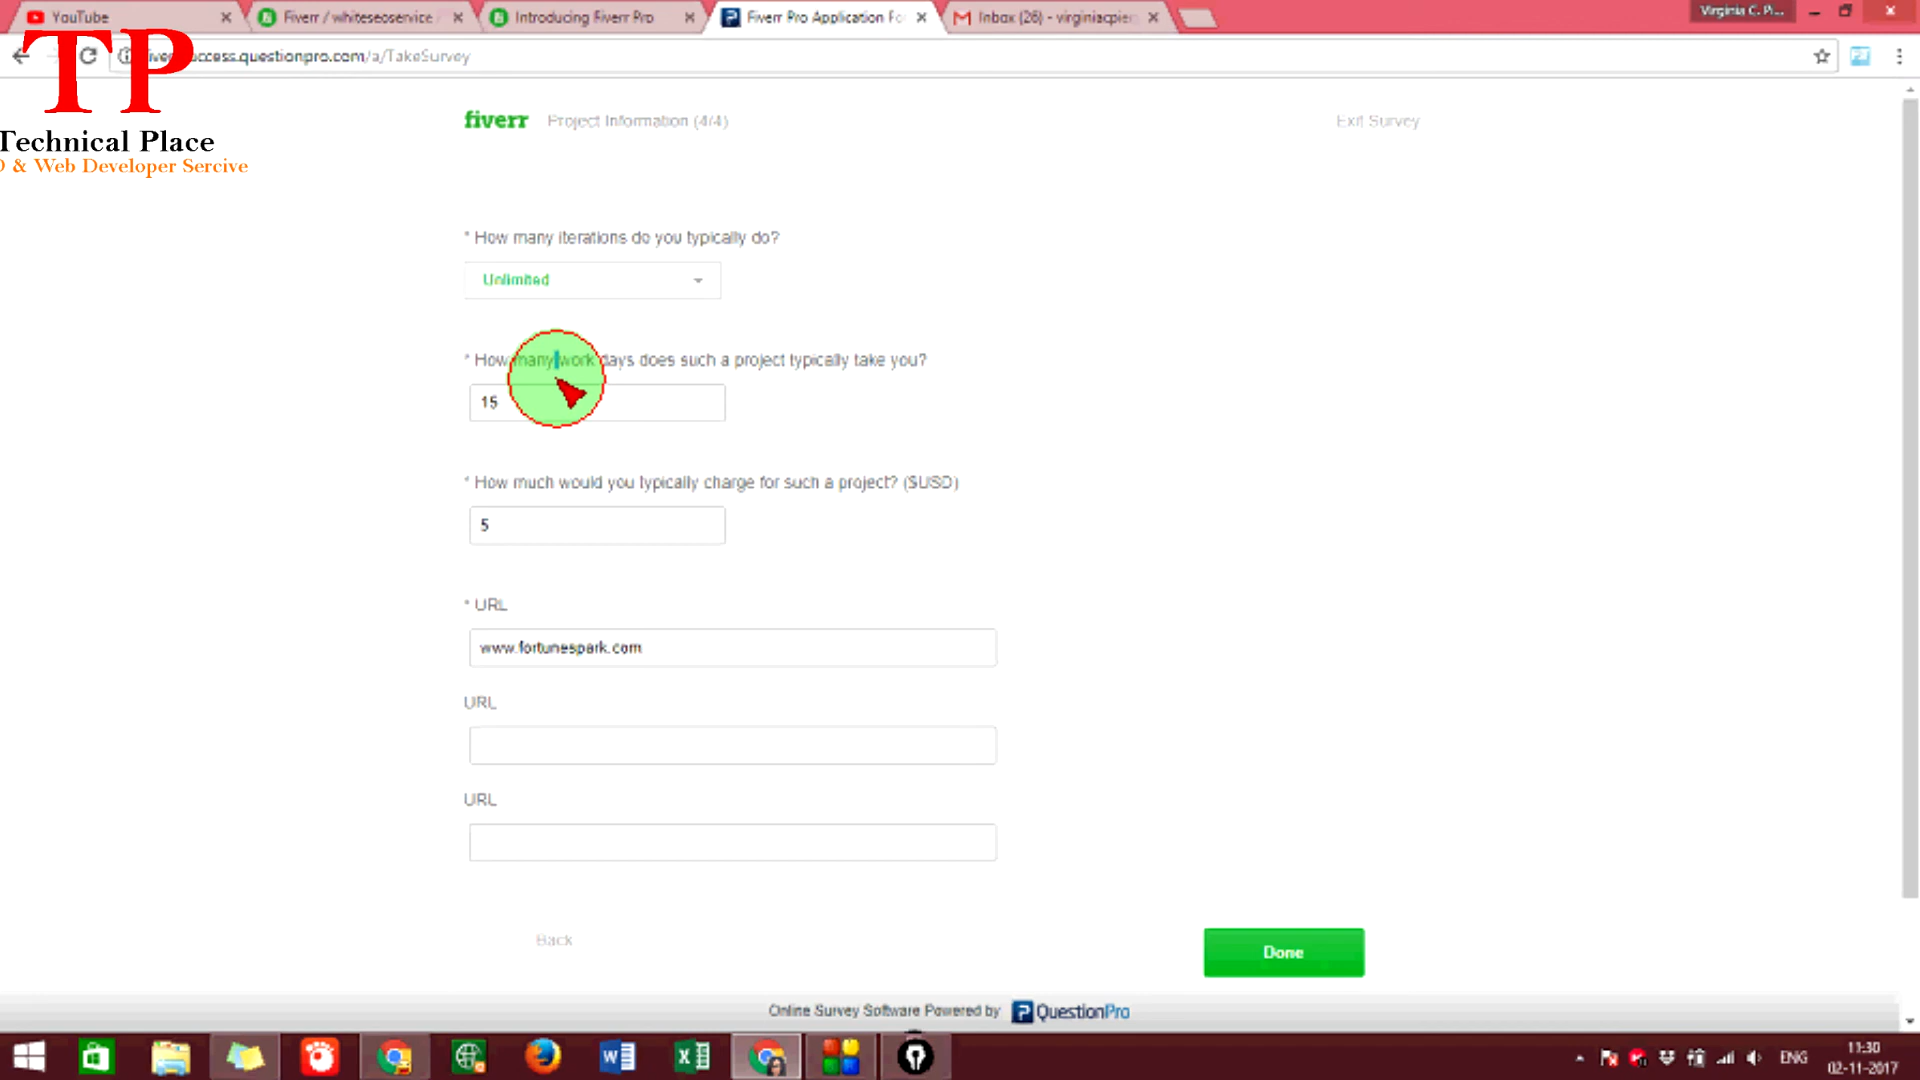 YouTube
Fiverr / whiteseoservice
Introducing Fiverr Pro
Fiverr Pro Application Fo
Inbox (26) - virginiacpier
Virginia C. Pi...
ccess.questionpro.com/a/TakeSurvey
TP
Technical Place
& Web Developer Sercive
fiverr
Project Information (4/4)
Exit Survey
* How many iterations do you typically do?
Unlimited
* How many work days does such a project typically take you?
15
* How much would you typically charge for such a project? ($USD)
5
* URL
www.fortunespark.com
URL
URL
Back
Done
Online Survey Software Powered by QuestionPro
ENG
11:30
02-11-2017